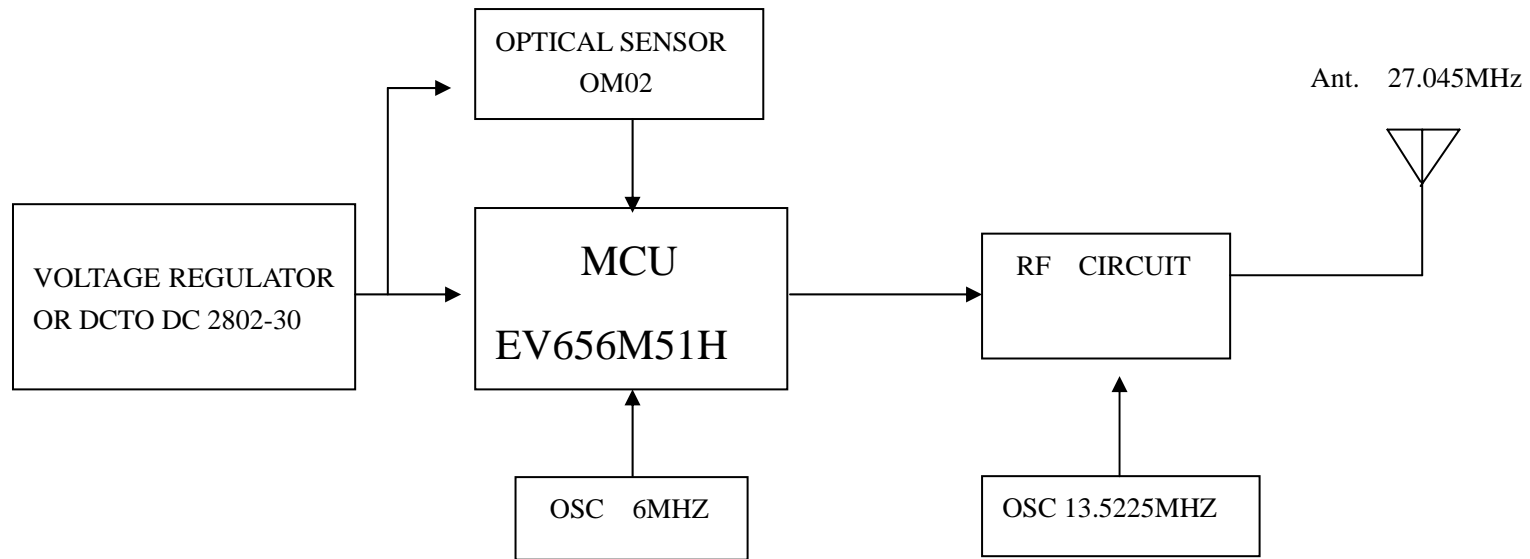 OPTICAL SENSOR
OM02
Ant. 27.045MHz
VOLTAGE REGULATOR
OR DCTO DC 2802-30
MCU
EV656M51H
RF CIRCUIT
OSC 6MHZ
OSC 13.5225MHZ